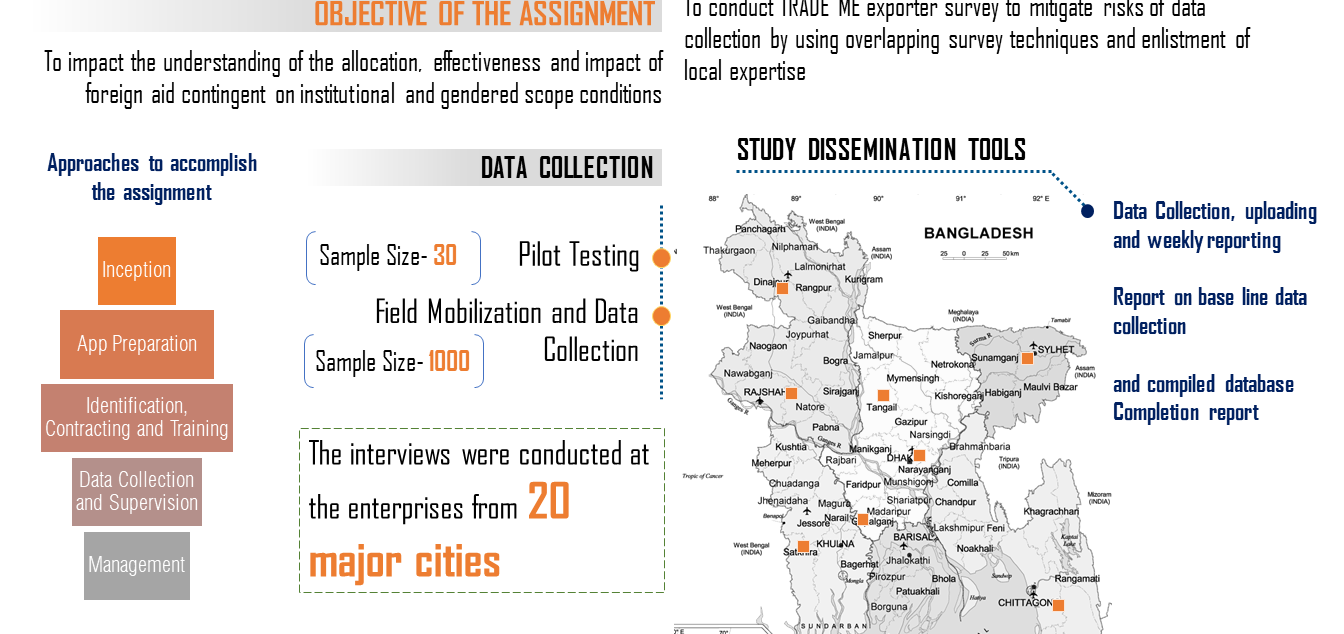 OBJECTIVE OF THE ASSIGNMENT
To impact the understanding of the allocation, effectiveness and impact of
foreign aid contingent on institutional and gendered scope conditions
To conduct TRADE ME exporter survey to mitigate risks of data
collection by using overlapping survey techniques and enlistment of
local expertise
Approaches to accomplish
the assignment
Inception
App Preparation
Identification,
Contracting and Training
Data Collection
and Supervision
Management
DATA COLLECTION
Sample Size- 30
Pilot Testing
Field Mobilization and Data
Collection
Sample Size- 1000
The interviews were conducted at
the enterprises from 20
major cities
STUDY DISSEMINATION TOOLS
88° 89° 90° 91° 92° E
BANGLADESH
25 0 25 50 km
West Bengal
(INDIA)
Panchagarh
Thakurgaon
Nilphamari
Assam
(INDIA)
Lalmonirhat
Dinajpur
Rangpur
Kurigram
West Bengal
(INDIA)
Gaibandha
Meghalaya
(INDIA)
Tamabil
Joypurhat
Sherpur
Surma R
Naogaon
Bogra
Jamalpur
Netrokona
Sunamganj
SYLHET
Assam
(INDIA)
Nawabganj
Mymensingh
RAJSHAHI
Sirajganj
Kishoreganj
Habiganj
Maulvi Bazar
Ganges R
Natore
Tangail
Gazipur
Pabna
Narsingdi
Kushtia
Ganges R
Manikganj
DHAKA
Brahmanbaria
Meherpur
Rajbari
Narayanganj
Tripura
(INDIA)
Tropic of Cancer
Chuadanga
Faridpur
Munshigonj
Comilla
Mizoram
(INDIA)
Jhenaidaha
Magura
Shariatpur
Chandpur
Khagrachhari
Benapol
Jessore
Narail
Madaripur
Lakshmipur
Feni
West Bengal
(INDIA)
Satkhira
KHULNA
BARISAL
Noakhali
Kaptai
Lake
Bagerhat
Jhalokathi
Mongla
Pirozpur
Bhola
Sandwip
Rangamati
Patuakhali
Hatiya
CHITTAGONG
Borguna
SUNDARBAN
Data Collection, uploading
and weekly reporting
Report on base line data
collection
and compiled database
Completion report